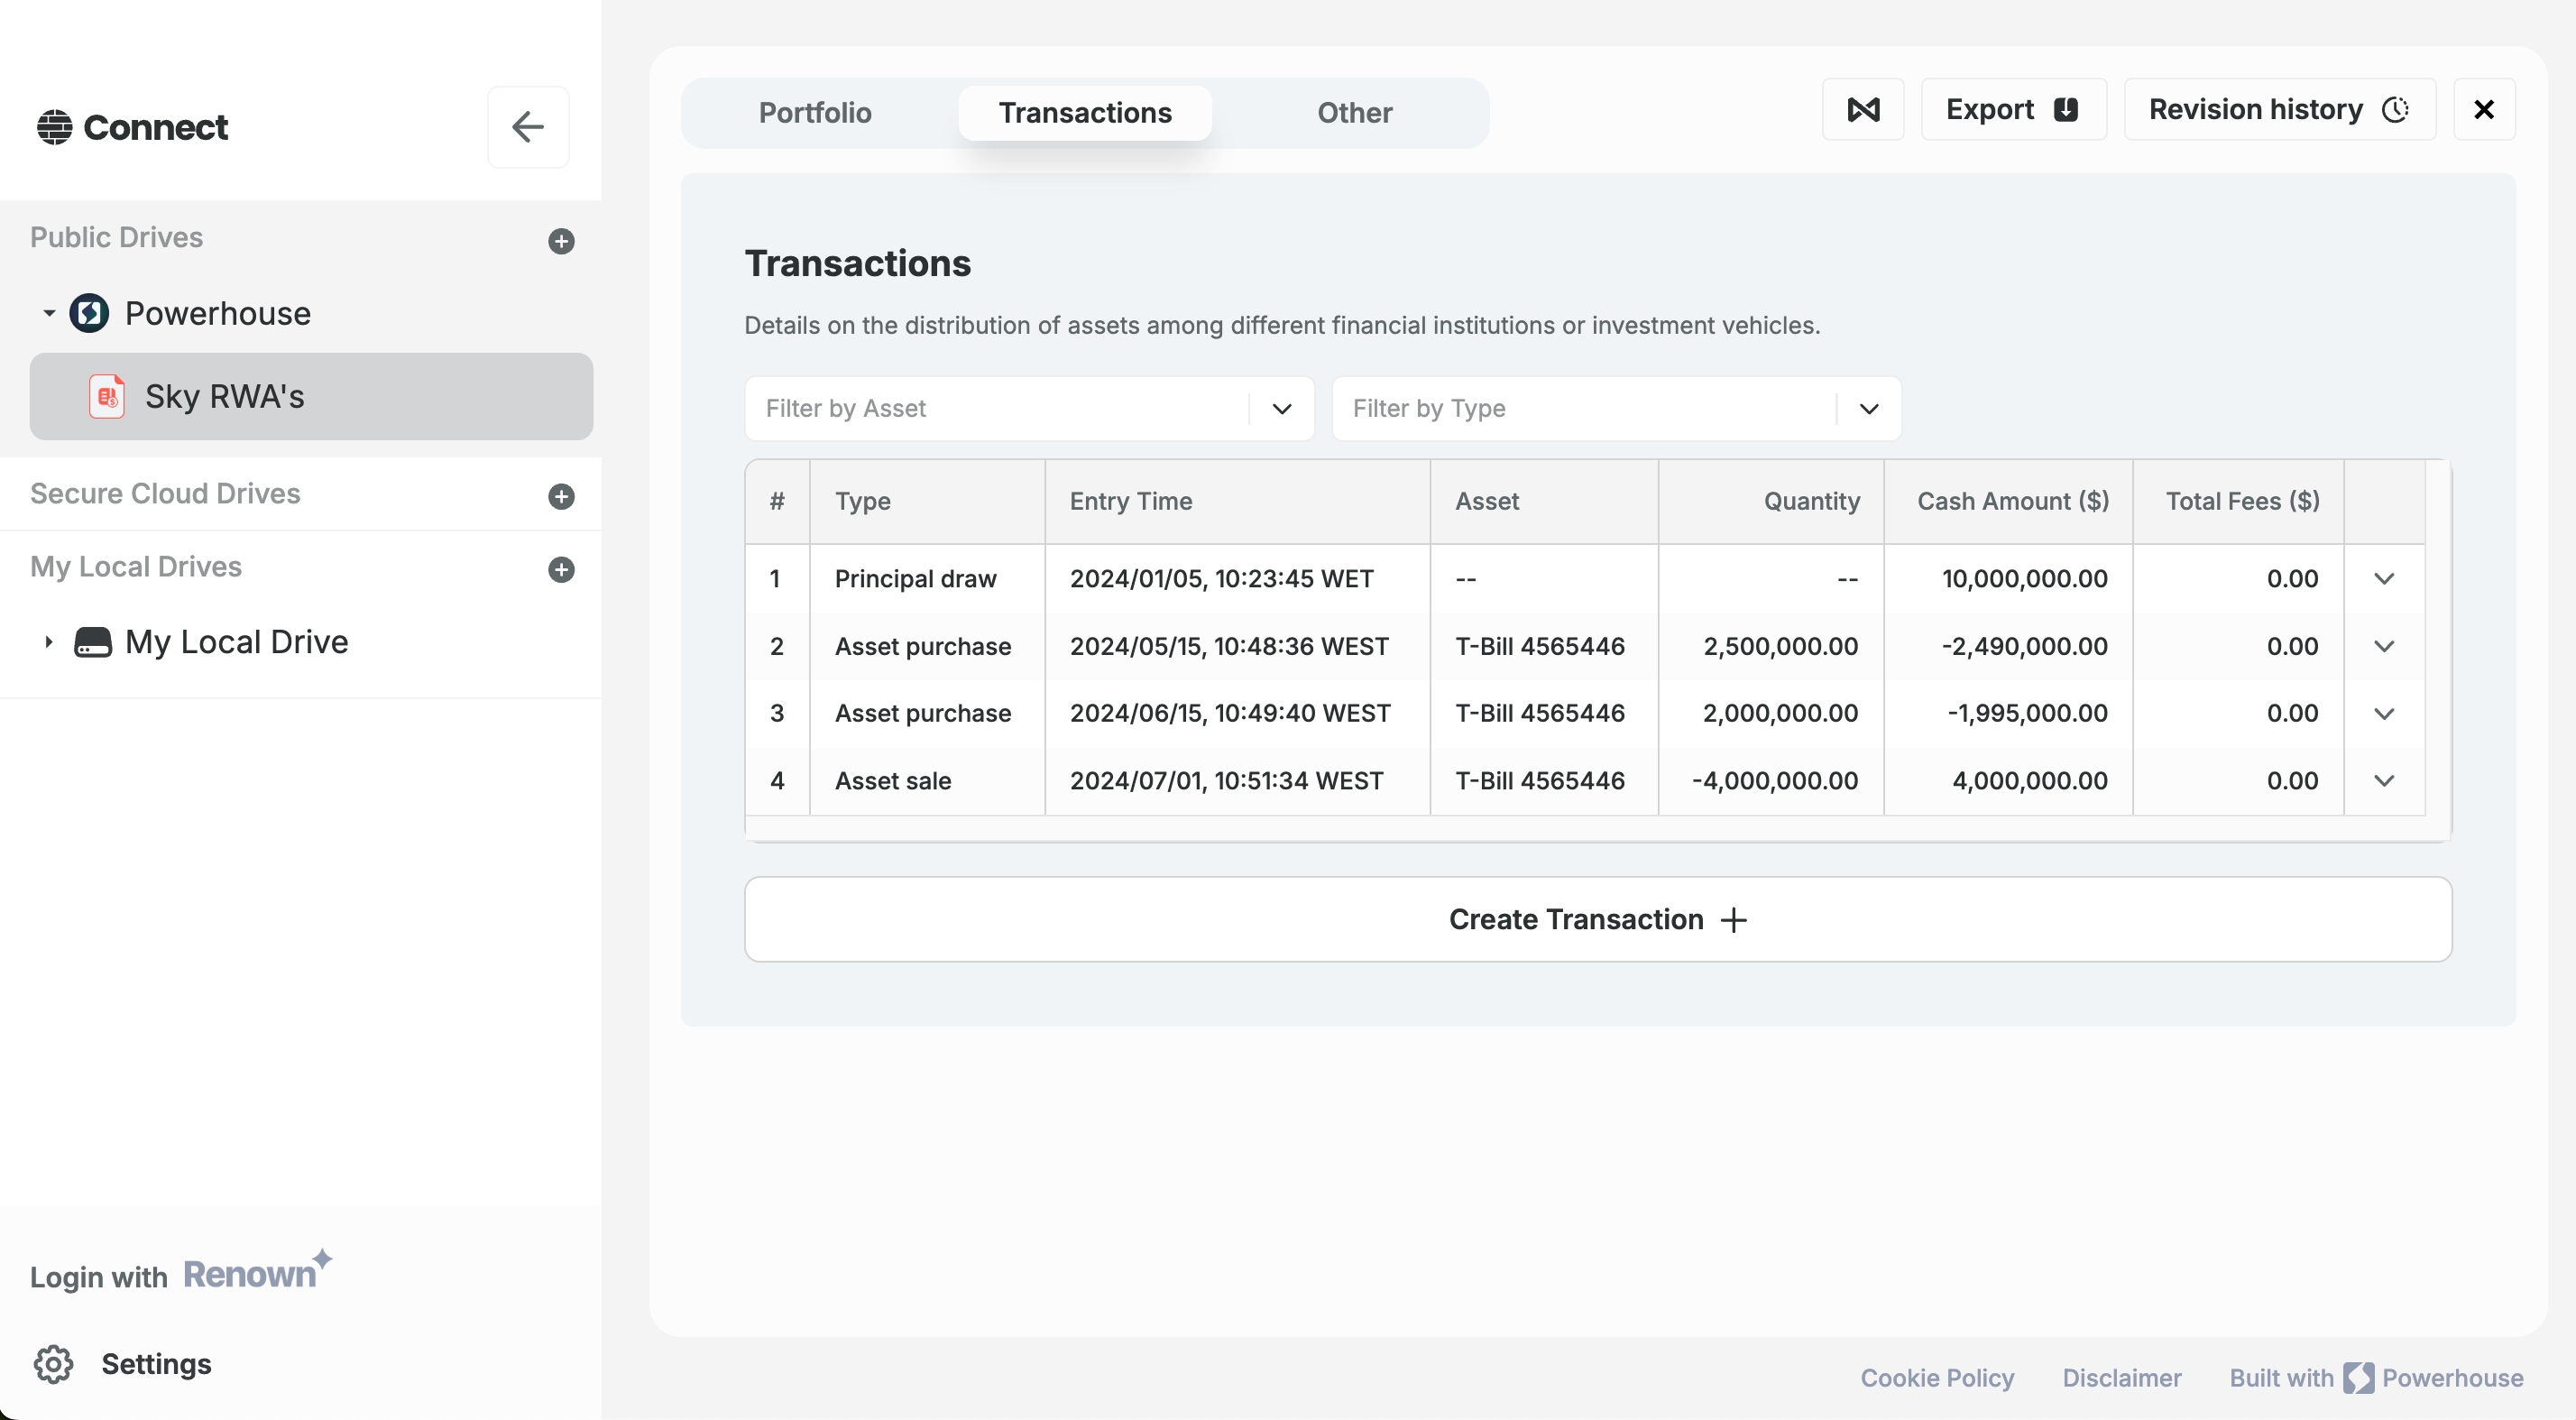 Connect
Public Drives
Powerhouse
Sky RWA's
Secure Cloud Drives
My Local Drives
My Local Drive
Login with Renown
Settings
Portfolio Transactions Other
Export Revision history
Transactions
Details on the distribution of assets among different financial institutions or investment vehicles.
Filter by Asset Filter by Type
# Type Entry Time Asset Quantity Cash Amount ($) Total Fees ($)
1 Principal draw 2024/01/05, 10:23:45 WET -- -- 10,000,000.00 0.00
2 Asset purchase 2024/05/15, 10:48:36 WEST T-Bill 4565446 2,500,000.00 -2,490,000.00 0.00
3 Asset purchase 2024/06/15, 10:49:40 WEST T-Bill 4565446 2,000,000.00 -1,995,000.00 0.00
4 Asset sale 2024/07/01, 10:51:34 WEST T-Bill 4565446 -4,000,000.00 4,000,000.00 0.00
Create Transaction
Cookie Policy Disclaimer Built with Powerhouse